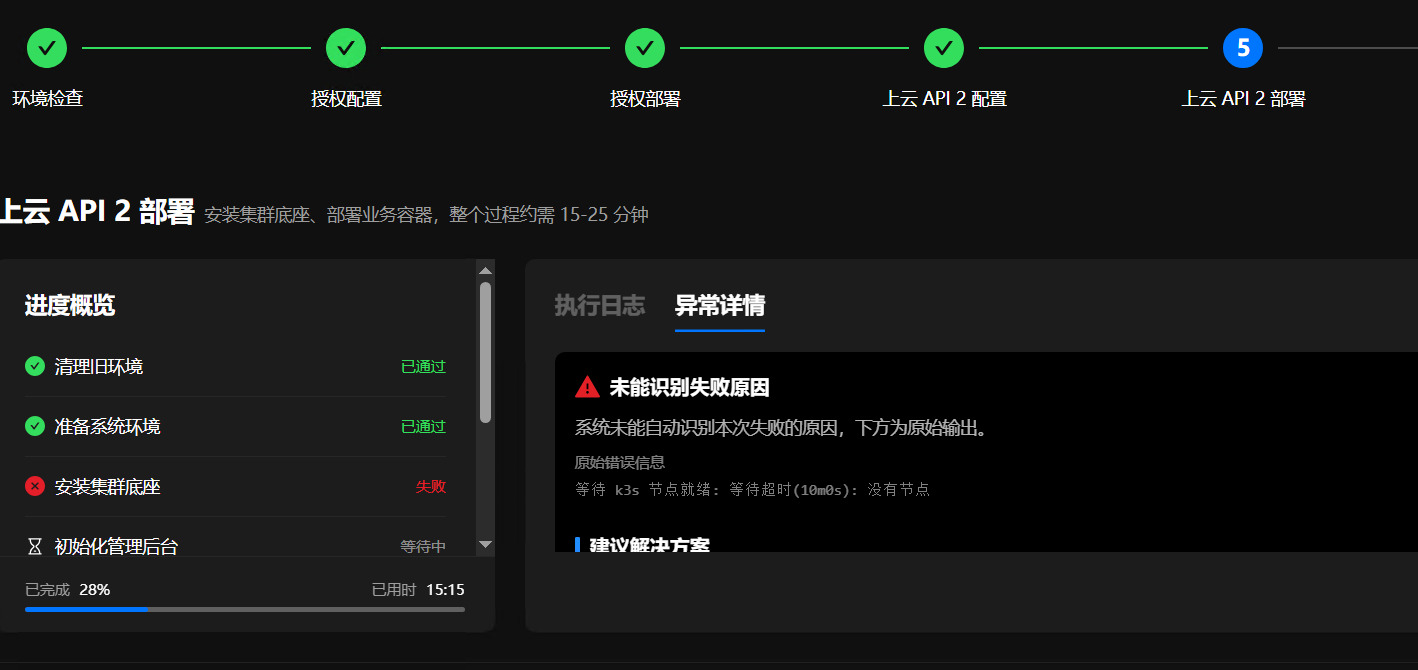 5
环境检查
授权配置
授权部署
上云 API 2 配置
上云 API 2 部署
上云 API 2 部署 安装集群底座、部署业务容器，整个过程约需 15-25 分钟
进度概览
清理旧环境 已通过
准备系统环境 已通过
安装集群底座 失败
初始化管理后台 等待中
已完成 28% 已用时 15:15
执行日志 异常详情
未能识别失败原因
系统未能自动识别本次失败的原因，下方为原始输出。
原始错误信息
等待 k3s 节点就绪: 等待超时(10m0s): 没有节点
建议解决方案